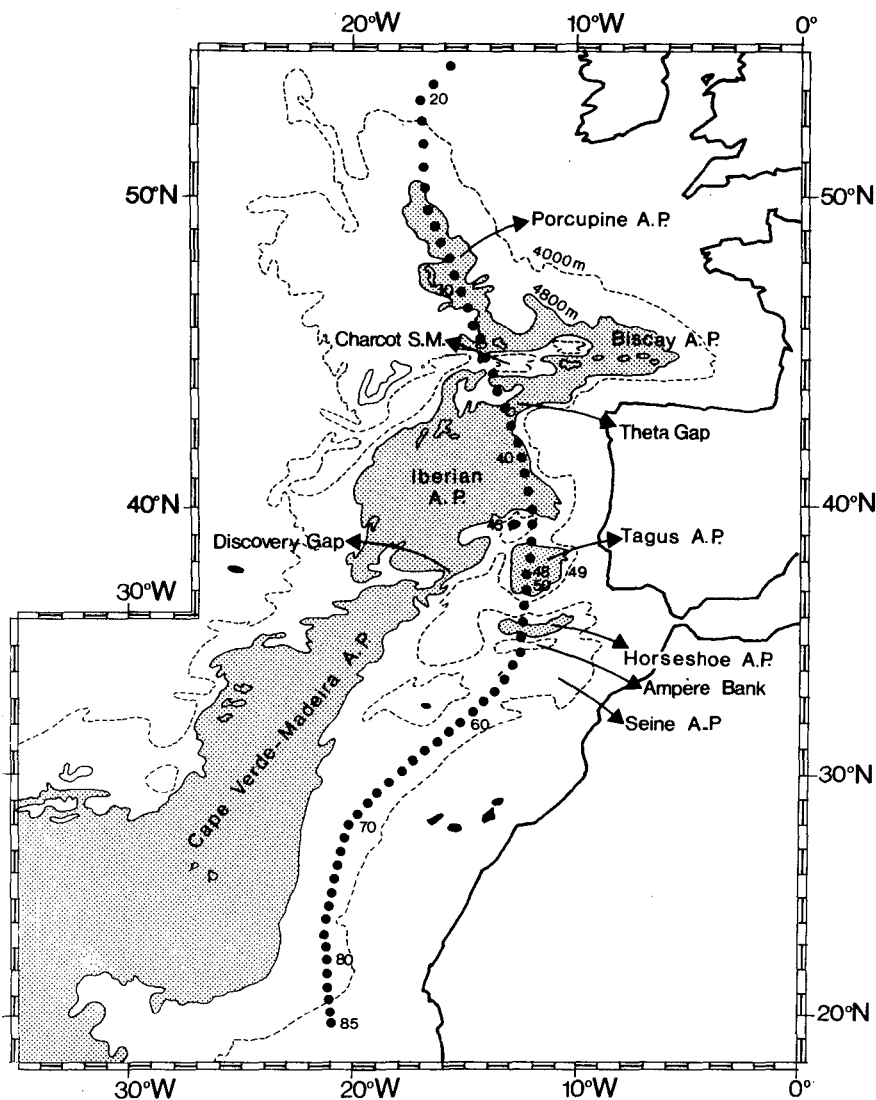 20°W
10°W
0°
20
50°N
50°N
Porcupine A.P.
4000m
30
4800m
Charcot S.M.
Biscay A.P.
Theta Gap
40
Iberian
A.P.
40°N
40°N
45
Discovery Gap
Tagus A.P.
48
49
50
30°W
Horseshoe A.P.
Ampère Bank
Seine A.P
Cape Verde-Madeira A.P
60
30°N
30°N
70
80
85
20°N
30°W
20°W
10°W
0°